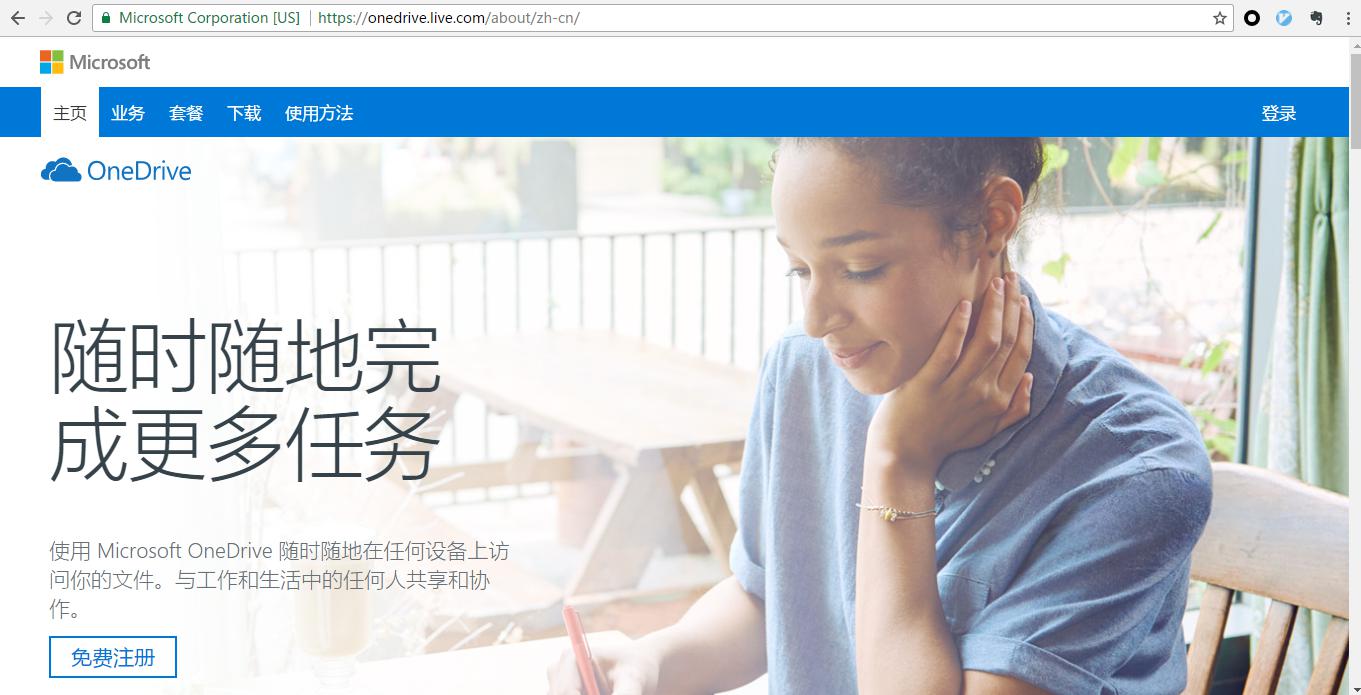 Microsoft Corporation [US] https://onedrive.live.com/about/zh-cn/
Microsoft
主页 业务 套餐 下载 使用方法 登录
OneDrive
随时随地完
成更多任务
使用 Microsoft OneDrive 随时随地在任何设备上访
问你的文件。与工作和生活中的任何人共享和协
作。
免费注册